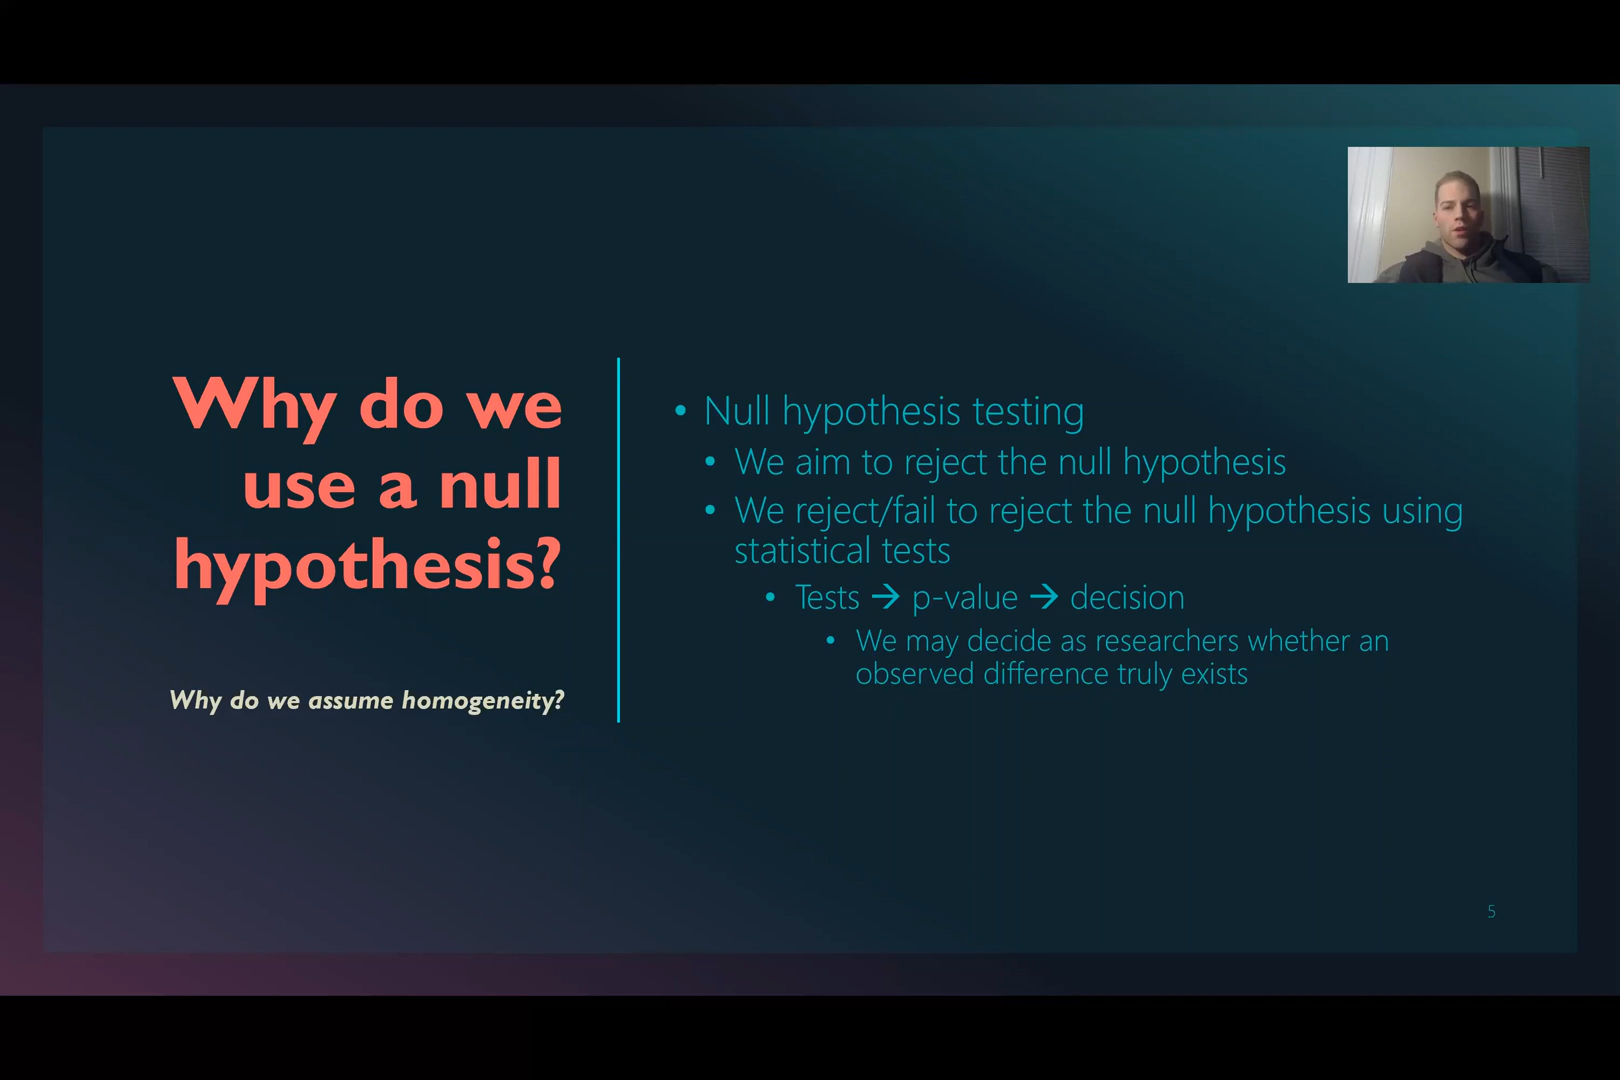 Why do we
use a null
hypothesis?
Why do we assume homogeneity?
• Null hypothesis testing
• We aim to reject the null hypothesis
• We reject/fail to reject the null hypothesis using
statistical tests
• Tests → p-value → decision
• We may decide as researchers whether an
observed difference truly exists
5